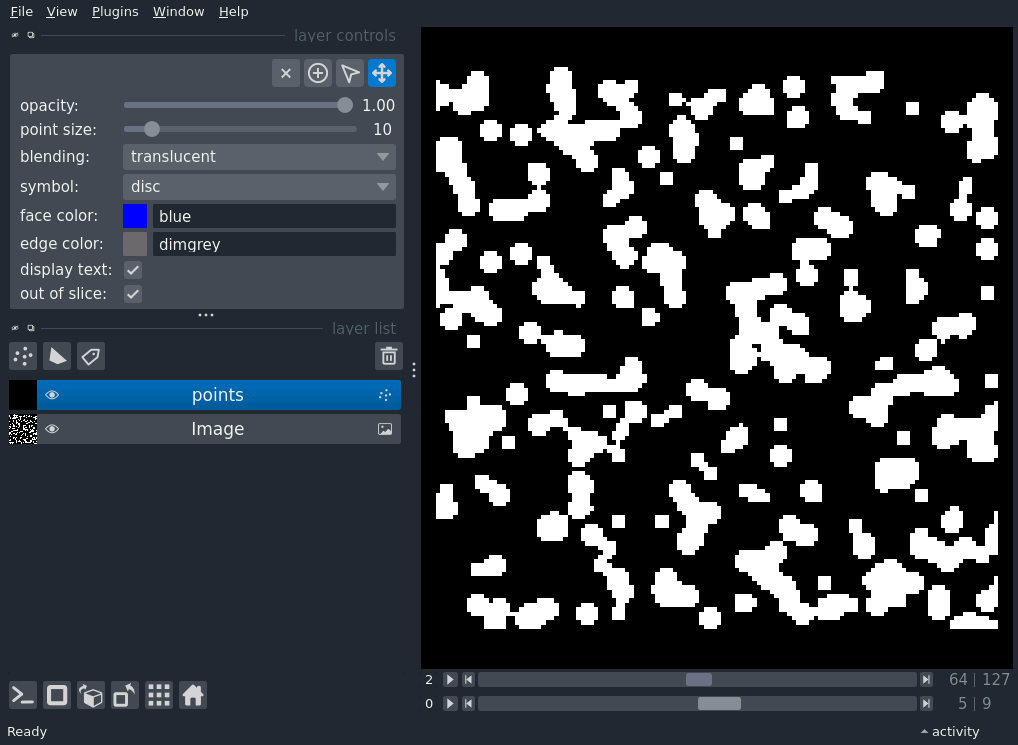 File View Plugins Window Help
layer controls
opacity: 1.00
point size: 10
blending: translucent
symbol: disc
face color: blue
edge color: dimgrey
display text:
out of slice:
layer list
points
Image
2 64 | 127
0 5 | 9
Ready activity